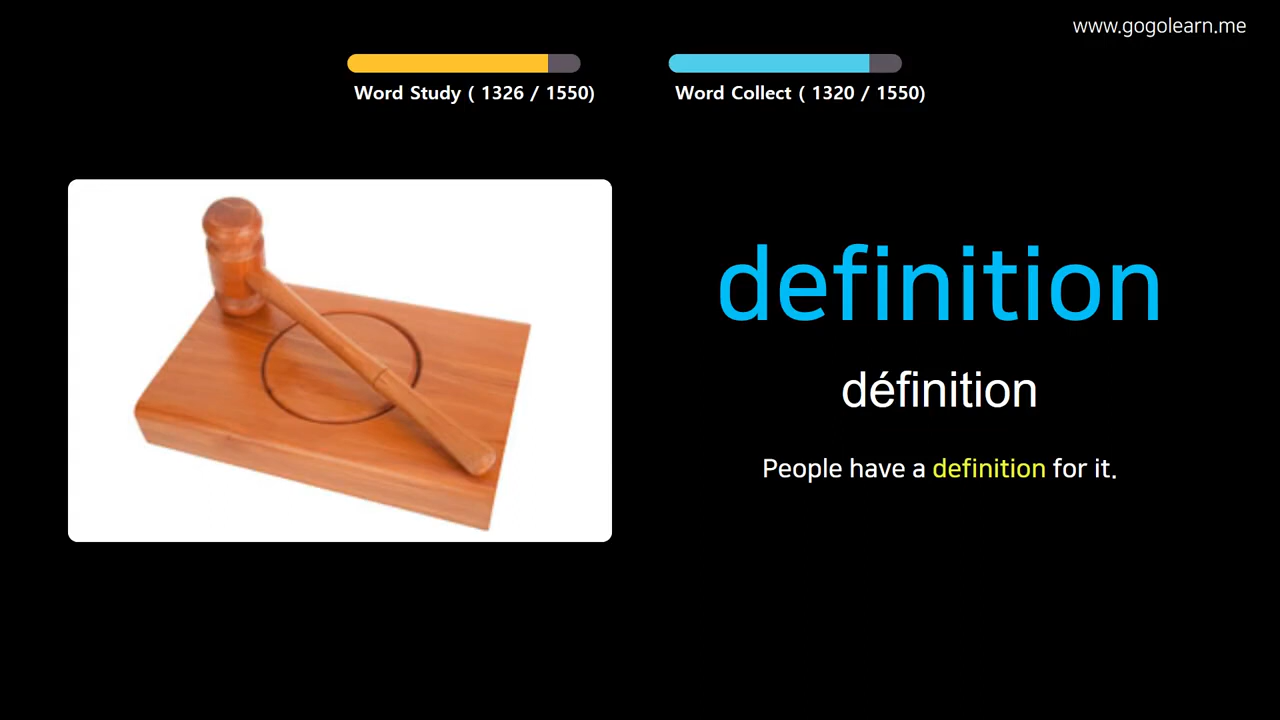 www.gogolearn.me
Word Study ( 1326 / 1550)
Word Collect ( 1320 / 1550)
definition
définition
People have a definition for it.